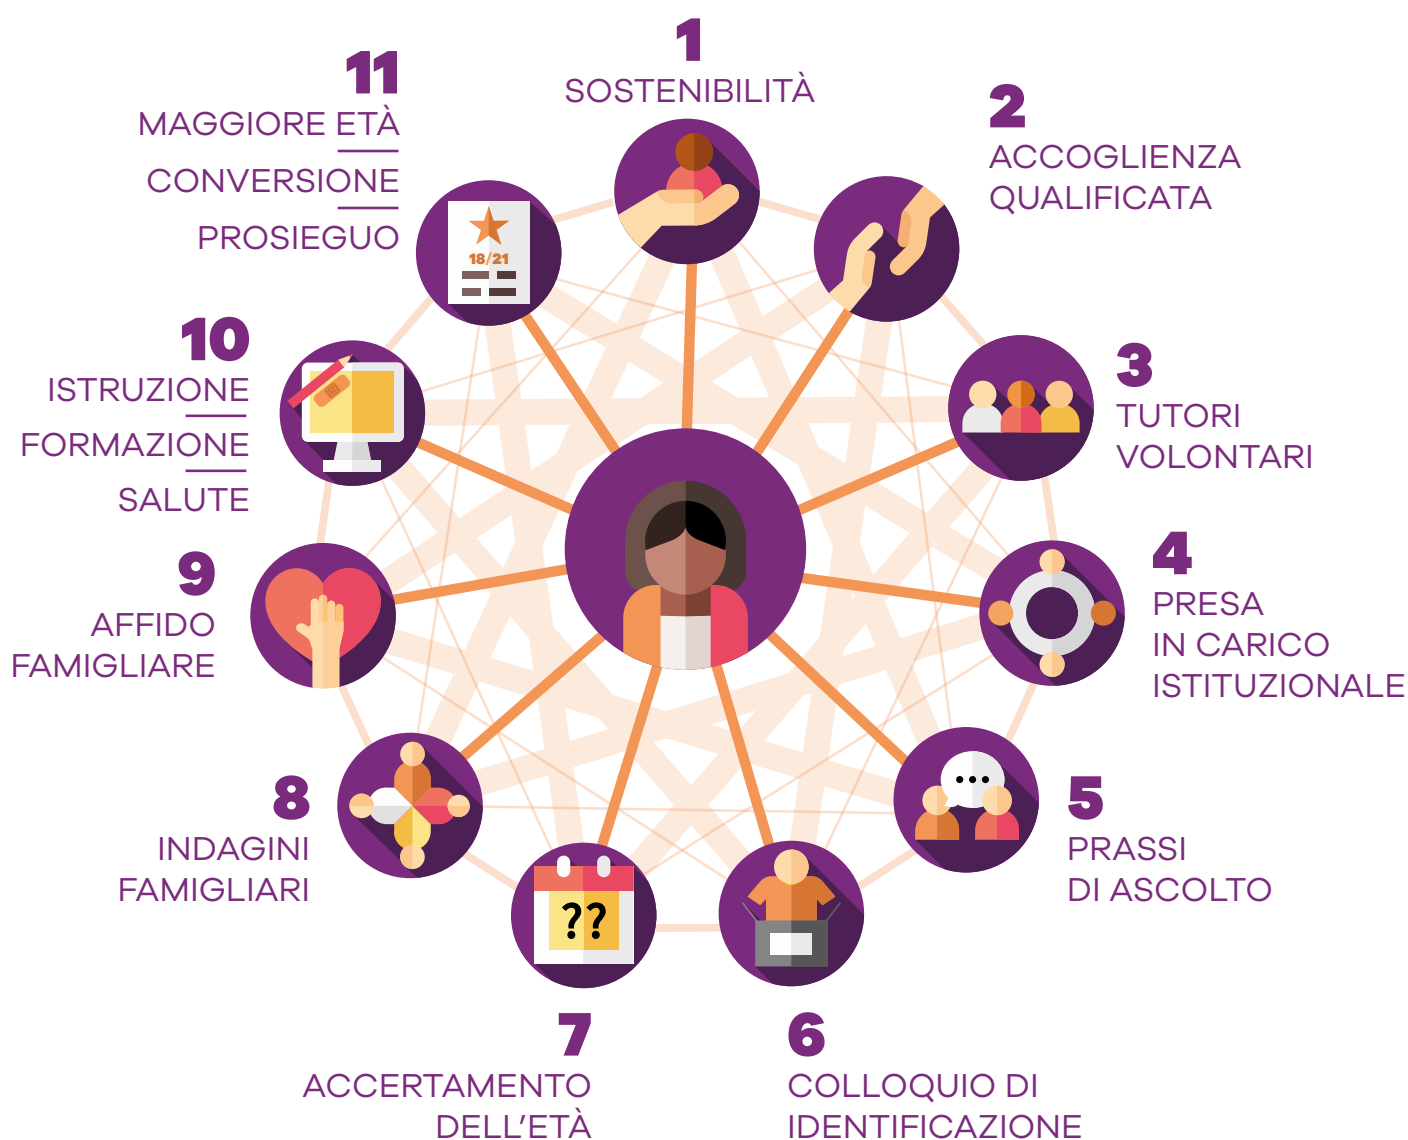 1
SOSTENIBILITÀ
2
ACCOGLIENZA
QUALIFICATA
3
TUTORI
VOLONTARI
4
PRESA
IN CARICO
ISTITUZIONALE
5
PRASSI
DI ASCOLTO
6
COLLOQUIO DI
IDENTIFICAZIONE
7
ACCERTAMENTO
DELL'ETÀ
??
8
INDAGINI
FAMIGLIARI
9
AFFIDO
FAMIGLIARE
10
ISTRUZIONE
FORMAZIONE
SALUTE
11
MAGGIORE ETÀ
CONVERSIONE
PROSIEGUO
18/21